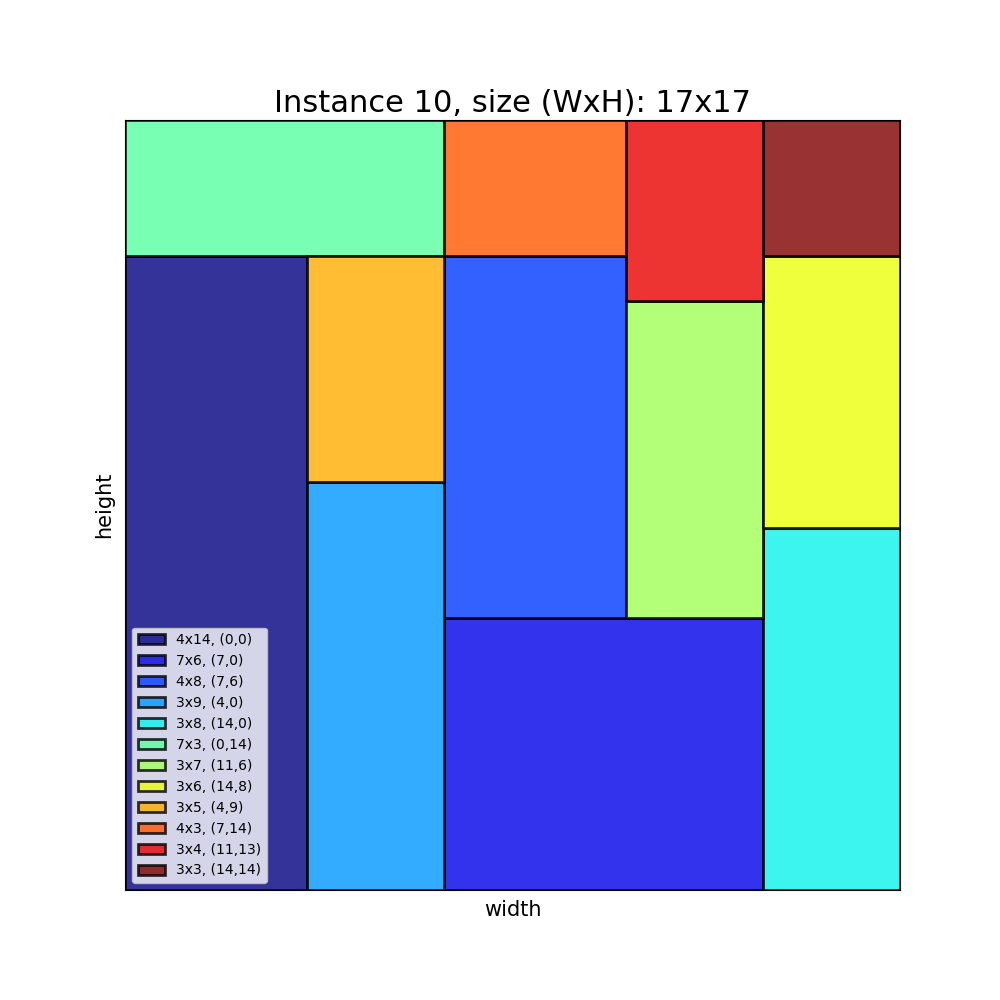 Instance 10, size (WxH): 17x17
height
4x14, (0,0)
7x6, (7,0)
4x8, (7,6)
3x9, (4,0)
3x8, (14,0)
7x3, (0,14)
3x7, (11,6)
3x6, (14,8)
3x5, (4,9)
4x3, (7,14)
3x4, (11,13)
3x3, (14,14)
width